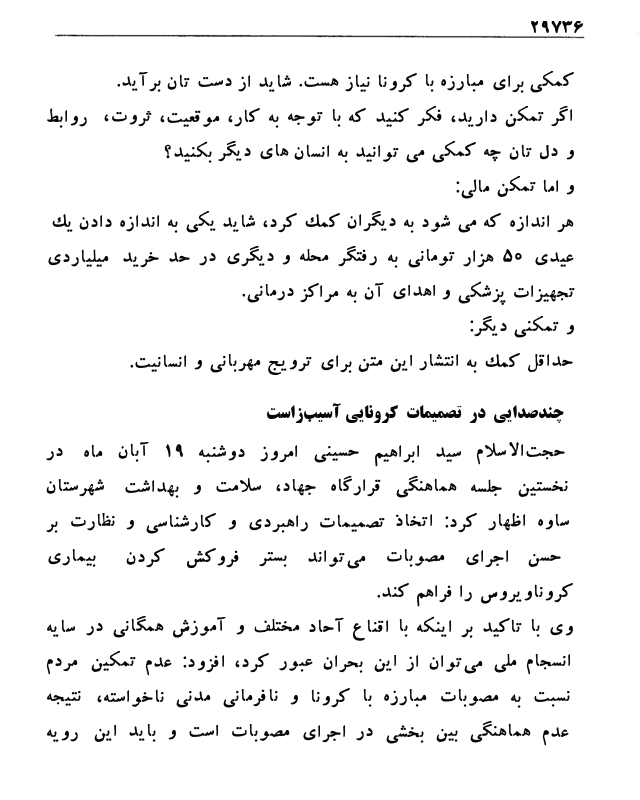 ۲۹۷۳۶
کمکی برای مبارزه با کرونا نیاز هست. شاید از دست تان برآید.
اگر تمکن دارید، فکر کنید که با توجه به کار، موقعیت، ثروت، روابط
و دل تان چه کمکی می توانید به انسان های دیگر بکنید؟
و اما تمکن مالی:
هر اندازه که می شود به دیگران کمك کرد، شاید یکی به اندازه دادن یك
عیدی ۵۰ هزار تومانی به رفتگر محله و دیگری در حد خرید میلیاردی
تجهیزات پزشکی و اهدای آن به مراکز درمانی.
و تمکنی دیگر:
حداقل کمك به انتشار این متن برای ترویج مهربانی و انسانیت.
چندصدایی در تصمیمات کرونایی آسیب‌زاست
حجت‌الاسلام سید ابراهیم حسینی امروز دوشنبه ۱۹ آبان ماه در
نخستین جلسه هماهنگی قرارگاه جهاد، سلامت و بهداشت شهرستان
ساوه اظهار کرد: اتخاذ تصمیمات راهبردی و کارشناسی و نظارت بر
حسن اجرای مصوبات می‌تواند بستر فروکش کردن بیماری
کروناویروس را فراهم کند.
وی با تاکید بر اینکه با اقناع آحاد مختلف و آموزش همگانی در سایه
انسجام ملی می‌توان از این بحران عبور کرد، افزود: عدم تمکین مردم
نسبت به مصوبات مبارزه با کرونا و نافرمانی مدنی ناخواسته، نتیجه
عدم هماهنگی بین بخشی در اجرای مصوبات است و باید این رویه